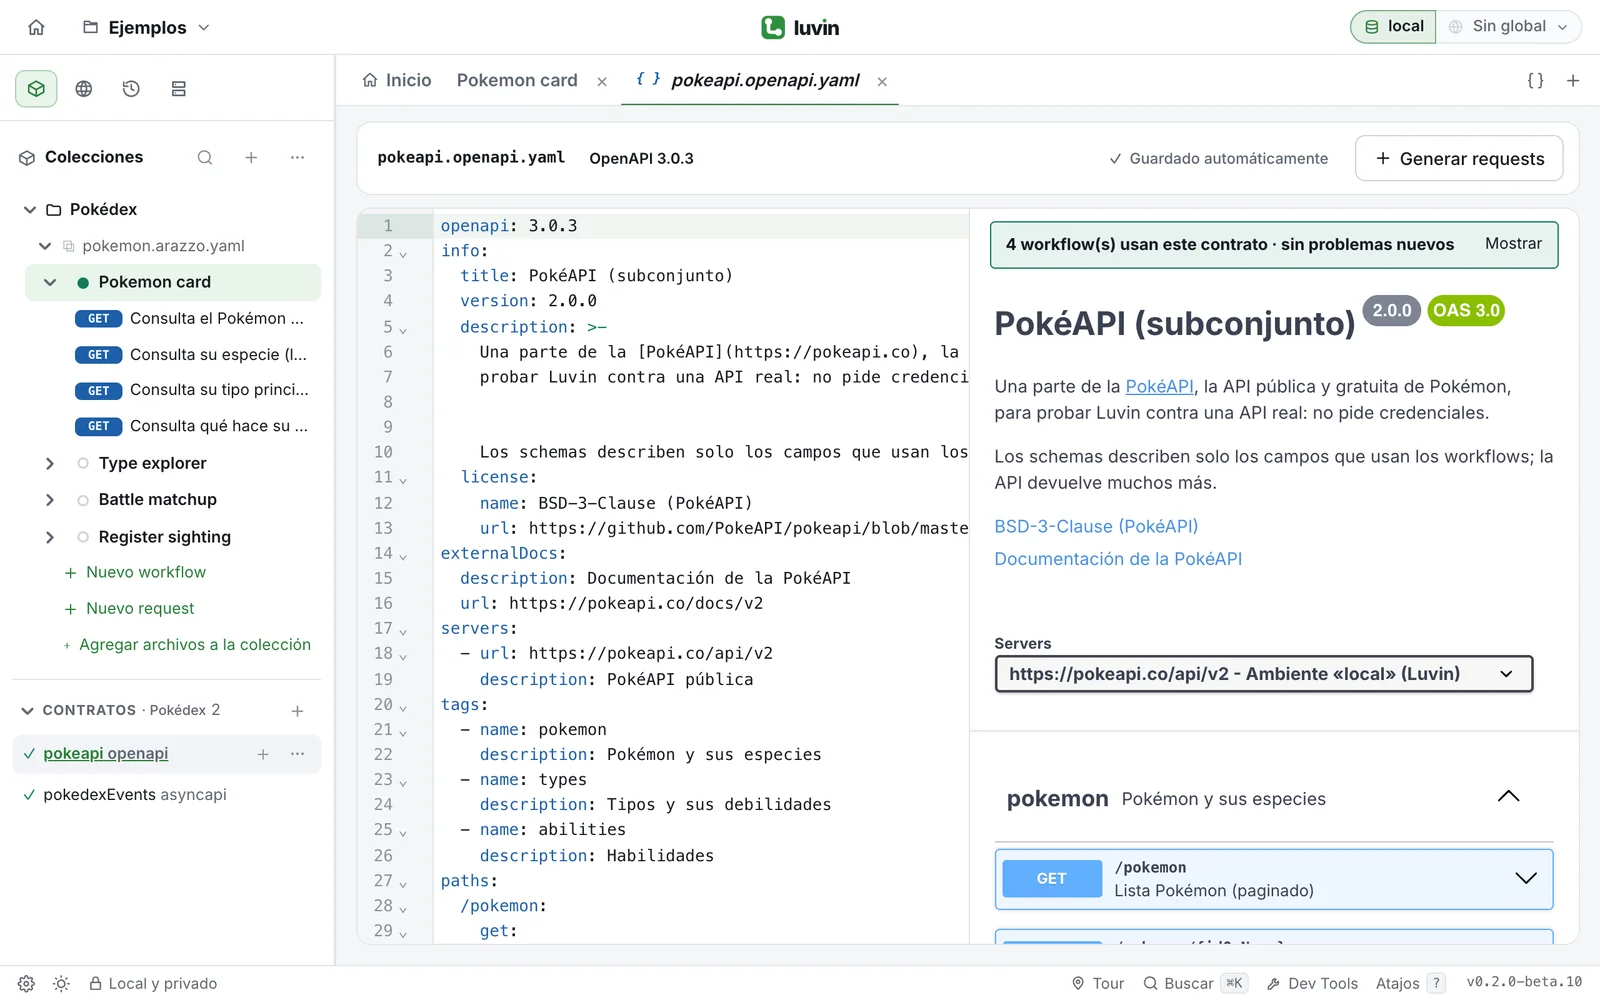 Ejemplos
luvin
local
Sin global
Inicio
Pokemon card
{ } pokeapi.openapi.yaml
{}
Colecciones
Pokédex
pokemon.arazzo.yaml
Pokemon card
GET Consulta el Pokémon ...
GET Consulta su especie (l...
GET Consulta su tipo princi...
GET Consulta qué hace su ...
Type explorer
Battle matchup
Register sighting
+ Nuevo workflow
+ Nuevo request
+ Agregar archivos a la colección
CONTRATOS · Pokédex 2
pokeapi openapi
pokedexEvents asyncapi
pokeapi.openapi.yaml OpenAPI 3.0.3
Guardado automáticamente
+ Generar requests
1 openapi: 3.0.3
2 info:
3 title: PokéAPI (subconjunto)
4 version: 2.0.0
5 description: >-
6 Una parte de la [PokéAPI](https://pokeapi.co), la
7 probar Luvin contra una API real: no pide credenci
8
9
10 Los schemas describen solo los campos que usan los
11 license:
12 name: BSD-3-Clause (PokéAPI)
13 url: https://github.com/PokeAPI/pokeapi/blob/maste
14 externalDocs:
15 description: Documentación de la PokéAPI
16 url: https://pokeapi.co/docs/v2
17 servers:
18 - url: https://pokeapi.co/api/v2
19 description: PokéAPI pública
20 tags:
21 - name: pokemon
22 description: Pokémon y sus especies
23 - name: types
24 description: Tipos y sus debilidades
25 - name: abilities
26 description: Habilidades
27 paths:
28 /pokemon:
29 get:
4 workflow(s) usan este contrato · sin problemas nuevos
Mostrar
PokéAPI (subconjunto) 2.0.0 OAS 3.0
Una parte de la PokéAPI, la API pública y gratuita de Pokémon,
para probar Luvin contra una API real: no pide credenciales.
Los schemas describen solo los campos que usan los workflows; la
API devuelve muchos más.
BSD-3-Clause (PokéAPI)
Documentación de la PokéAPI
Servers
https://pokeapi.co/api/v2 - Ambiente «local» (Luvin)
pokemon Pokémon y sus especies
GET
/pokemon
Lista Pokémon (paginado)
Local y privado
Tour
Buscar ⌘K
Dev Tools
Atajos ?
v0.2.0-beta.10